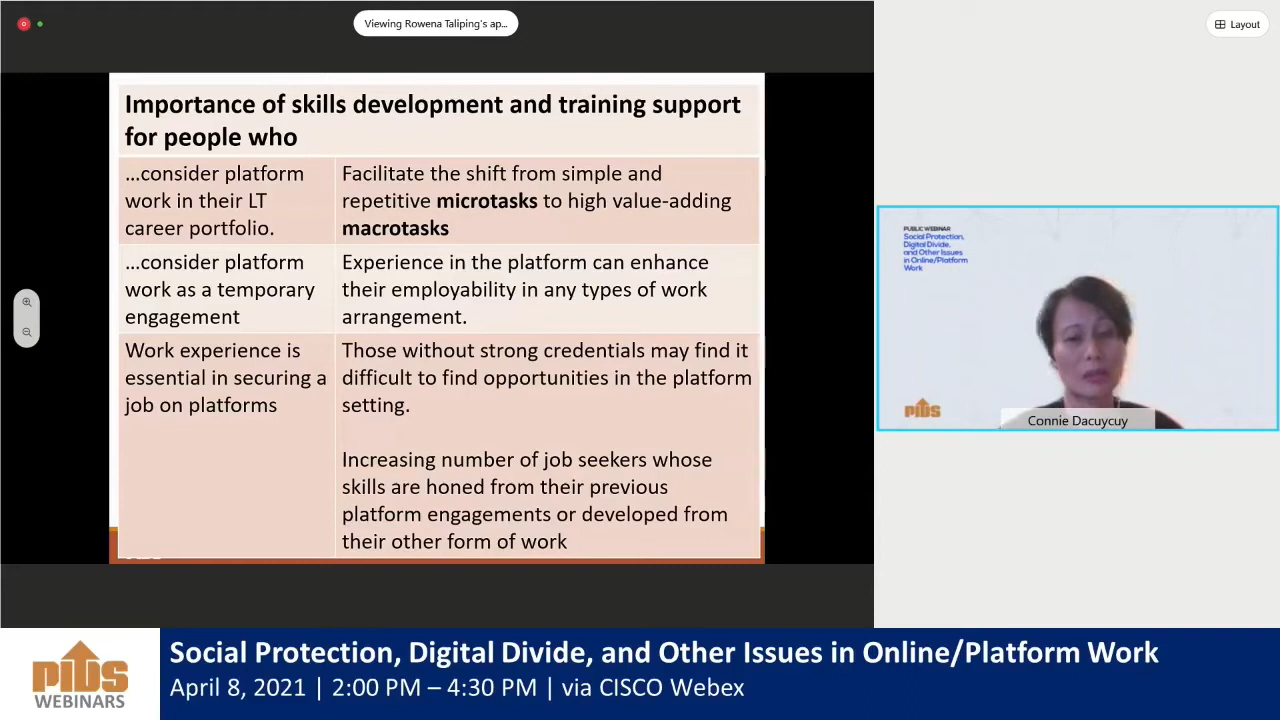 Viewing Rowena Taliping's ap...
Layout
Importance of skills development and training support
for people who
...consider platform
work in their LT
career portfolio.
Facilitate the shift from simple and
repetitive microtasks to high value-adding
macrotasks
...consider platform
work as a temporary
engagement
Experience in the platform can enhance
their employability in any types of work
arrangement.
Work experience is
essential in securing a
job on platforms
Those without strong credentials may find it
difficult to find opportunities in the platform
setting.
Increasing number of job seekers whose
skills are honed from their previous
platform engagements or developed from
their other form of work
PUBLIC WEBINAR
Social Protection,
Digital Divide,
and Other Issues
in Online/Platform
Work
PIDS
Connie Dacuycuy
PIDS
WEBINARS
Social Protection, Digital Divide, and Other Issues in Online/Platform Work
April 8, 2021 | 2:00 PM – 4:30 PM | via CISCO Webex